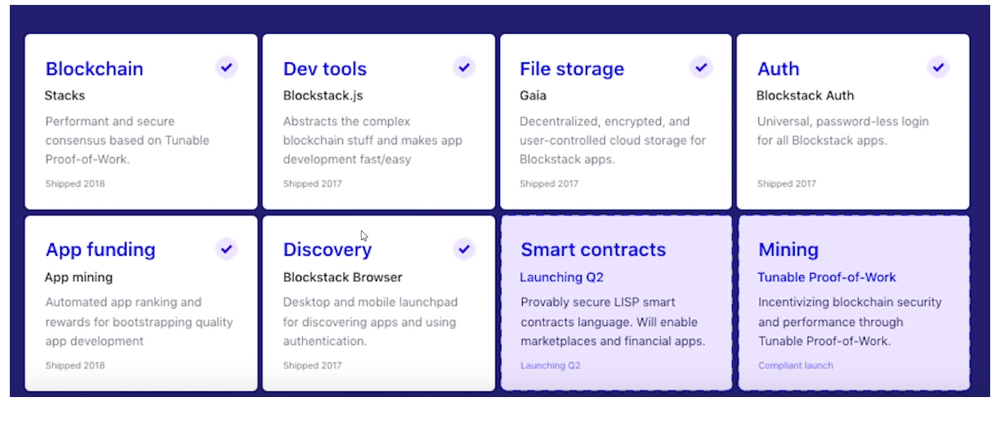 Blockchain
Stacks
Performant and secure
consensus based on Tunable
Proof-of-Work.
Shipped 2018
Dev tools
Blockstack.js
Abstracts the complex
blockchain stuff and makes app
development fast/easy
Shipped 2017
File storage
Gaia
Decentralized, encrypted, and
user-controlled cloud storage for
Blockstack apps.
Shipped 2017
Auth
Blockstack Auth
Universal, password-less login
for all Blockstack apps.
Shipped 2017
App funding
App mining
Automated app ranking and
rewards for bootstrapping quality
app development
Shipped 2018
Discovery
Blockstack Browser
Desktop and mobile launchpad
for discovering apps and using
authentication.
Shipped 2017
Smart contracts
Launching Q2
Provably secure LISP smart
contracts language. Will enable
marketplaces and financial apps.
Launching Q2
Mining
Tunable Proof-of-Work
Incentivizing blockchain security
and performance through
Tunable Proof-of-Work.
Compliant launch